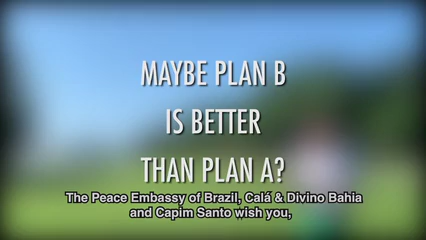 MAYBE PLAN B
IS BETTER
THAN PLAN A?
The Peace Embassy of Brazil, Calá & Divino Bahia
and Capim Santo wish you,